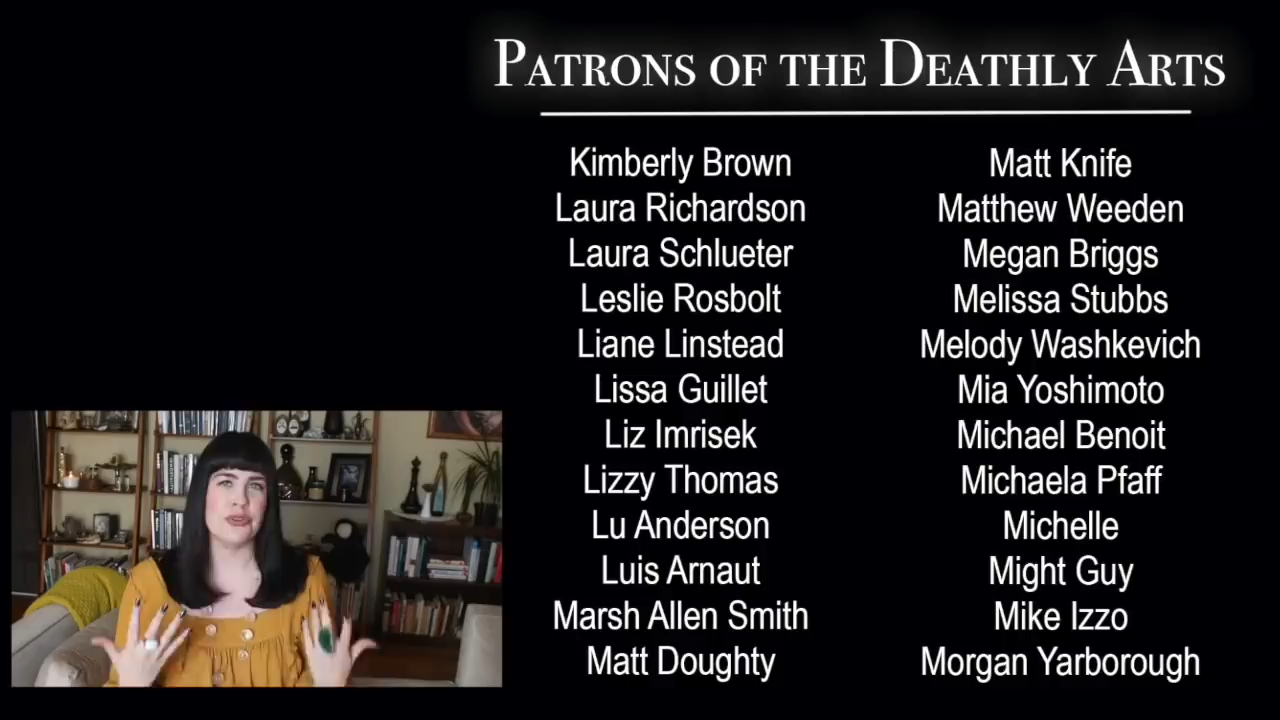 Patrons of the Deathly Arts
Kimberly Brown
Laura Richardson
Laura Schlueter
Leslie Rosbolt
Liane Linstead
Lissa Guillet
Liz Imrisek
Lizzy Thomas
Lu Anderson
Luis Arnaut
Marsh Allen Smith
Matt Doughty
Matt Knife
Matthew Weeden
Megan Briggs
Melissa Stubbs
Melody Washkevich
Mia Yoshimoto
Michael Benoit
Michaela Pfaff
Michelle
Might Guy
Mike Izzo
Morgan Yarborough